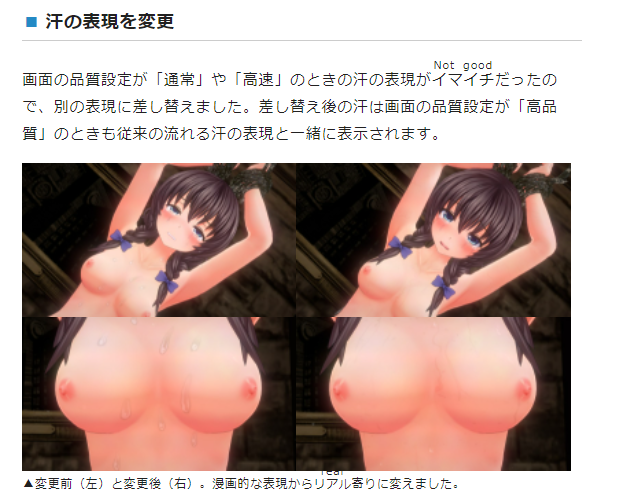 ■ 汗の表現を変更
Not good
画面の品質設定が「通常」や「高速」のときの汗の表現がイマイチだったの
で、別の表現に差し替えました。差し替え後の汗は画面の品質設定が「高品
質」のときも従来の流れる汗の表現と一緒に表示されます。
real
▲変更前（左）と変更後（右）。漫画的な表現からリアル寄りに変えました。